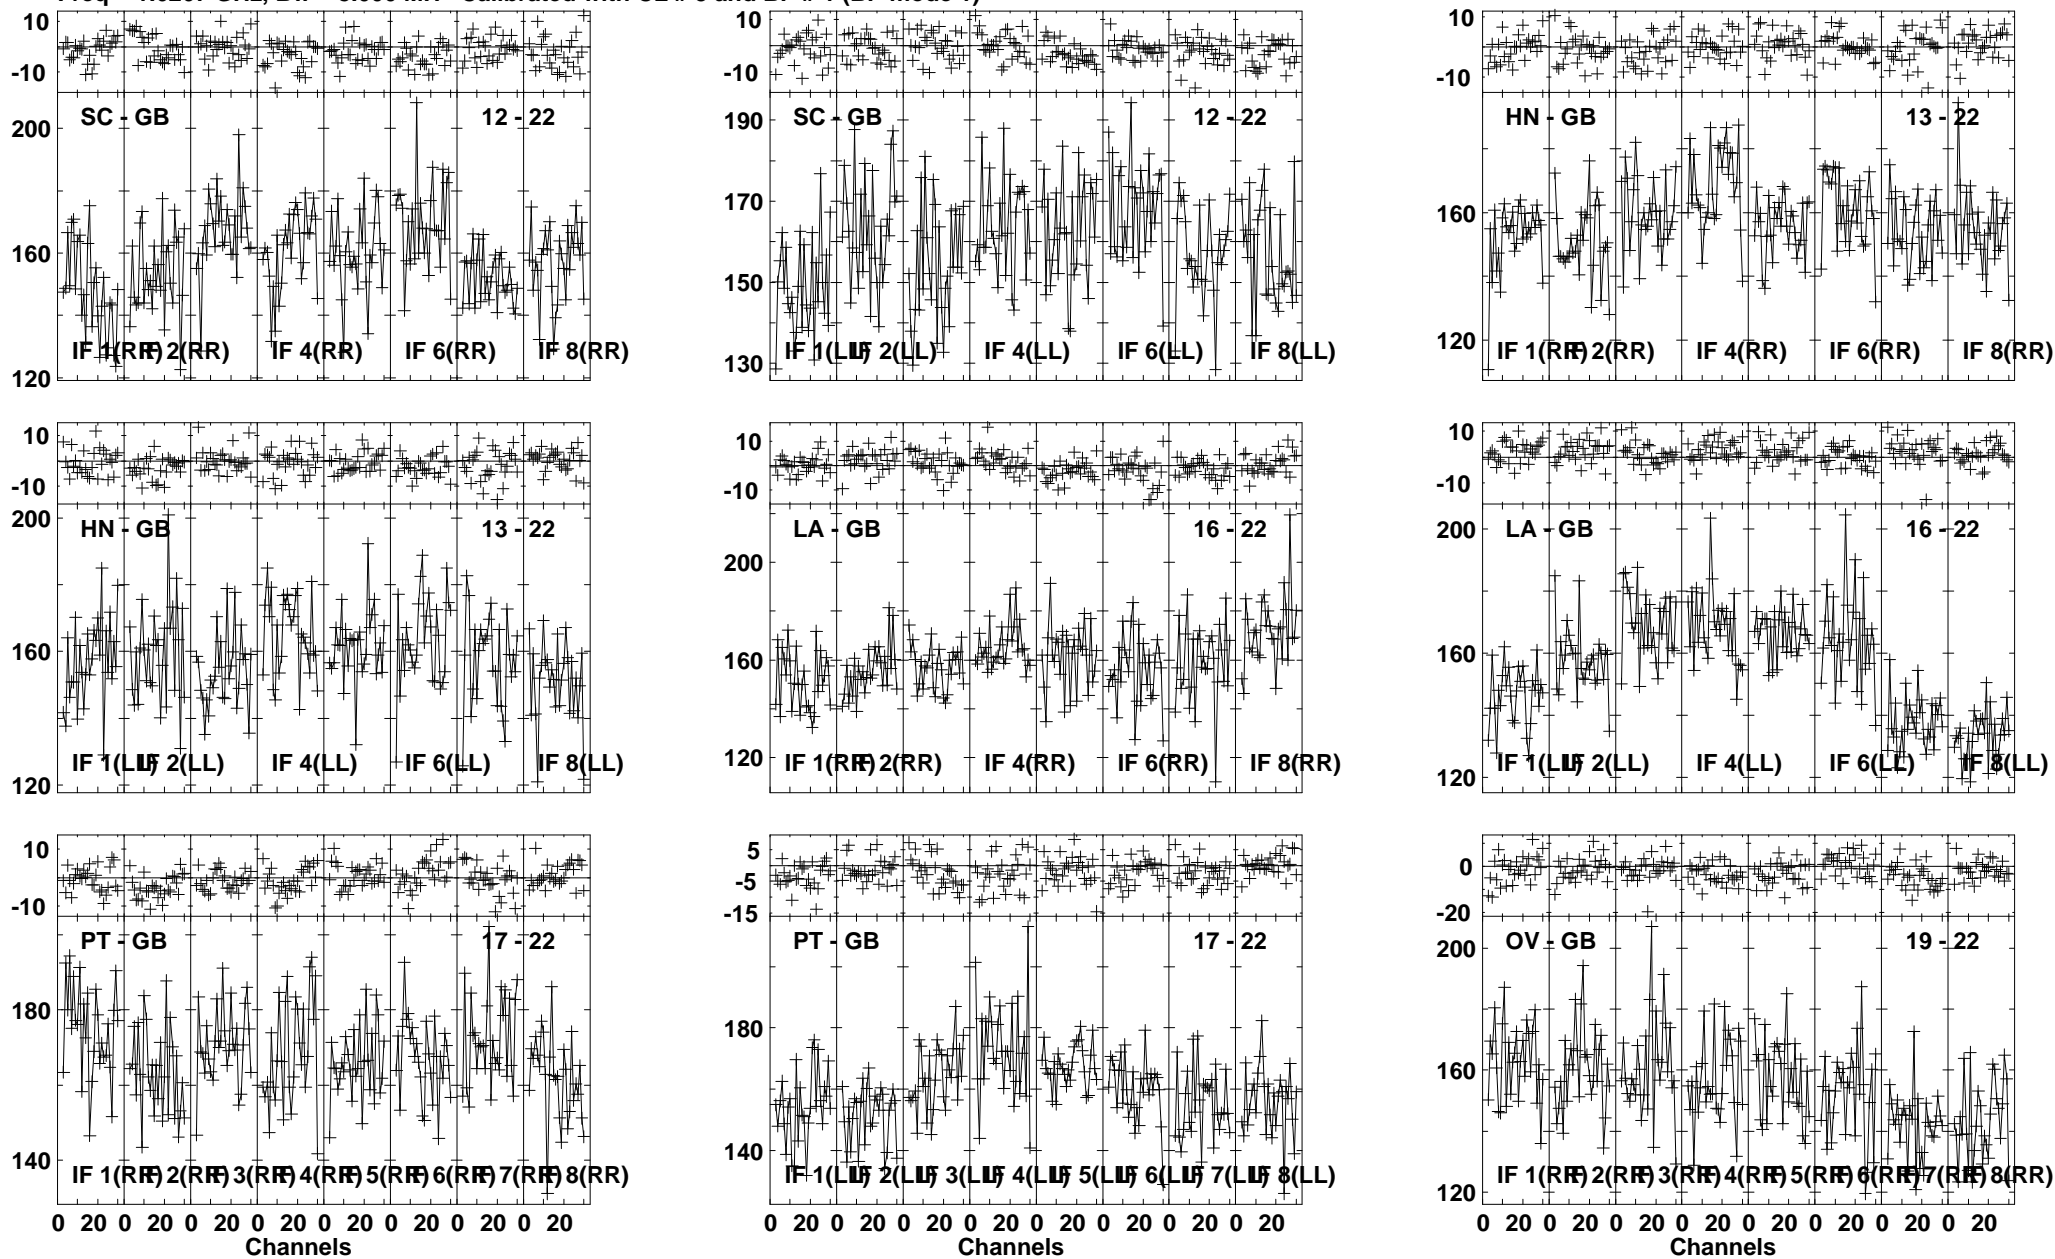 10
-10
SC - GB
12 - 22
200
160
120
IF 1(RR)
IF 2(RR)
IF 4(RR)
IF 6(RR)
IF 8(RR)
10
-10
SC - GB
12 - 22
190
170
150
130
IF 1(LL)
IF 2(LL)
IF 4(LL)
IF 6(LL)
IF 8(LL)
10
-10
HN - GB
13 - 22
160
120
IF 1(RR)
IF 2(RR)
IF 4(RR)
IF 6(RR)
IF 8(RR)
10
-10
HN - GB
13 - 22
200
160
120
IF 1(LL)
IF 2(LL)
IF 4(LL)
IF 6(LL)
IF 8(LL)
10
-10
LA - GB
16 - 22
200
160
120
IF 1(RR)
IF 2(RR)
IF 4(RR)
IF 6(RR)
IF 8(RR)
10
-10
LA - GB
16 - 22
200
160
120
IF 1(LL)
IF 2(LL)
IF 4(LL)
IF 6(LL)
IF 8(LL)
10
-10
PT - GB
17 - 22
180
140
IF 1(RR)
IF 2(RR)
IF 3(RR)
IF 4(RR)
IF 5(RR)
IF 6(RR)
IF 7(RR)
IF 8(RR)
0 20 0 20 0 20 0 20 0 20 0 20 0 20 0 20
Channels
5
-5
-15
PT - GB
17 - 22
180
140
IF 1(LL)
IF 2(LL)
IF 3(LL)
IF 4(LL)
IF 5(LL)
IF 6(LL)
IF 7(LL)
IF 8(LL)
0 20 0 20 0 20 0 20 0 20 0 20 0 20 0 20
Channels
0
-20
OV - GB
19 - 22
200
160
120
IF 1(RR)
IF 2(RR)
IF 3(RR)
IF 4(RR)
IF 5(RR)
IF 6(RR)
IF 7(RR)
IF 8(RR)
0 20 0 20 0 20 0 20 0 20 0 20 0 20 0 20
Channels